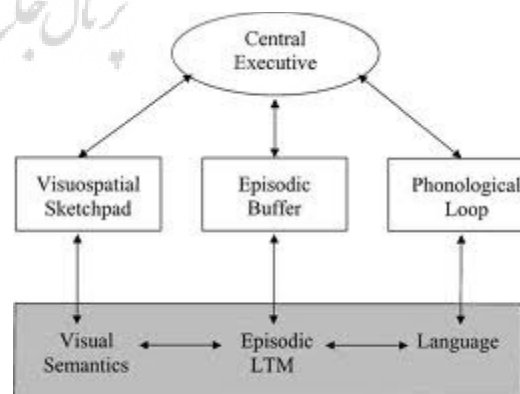 Central
Executive
Visuospatial
Sketchpad
Episodic
Buffer
Phonological
Loop
Visual
Semantics
Episodic
LTM
Language